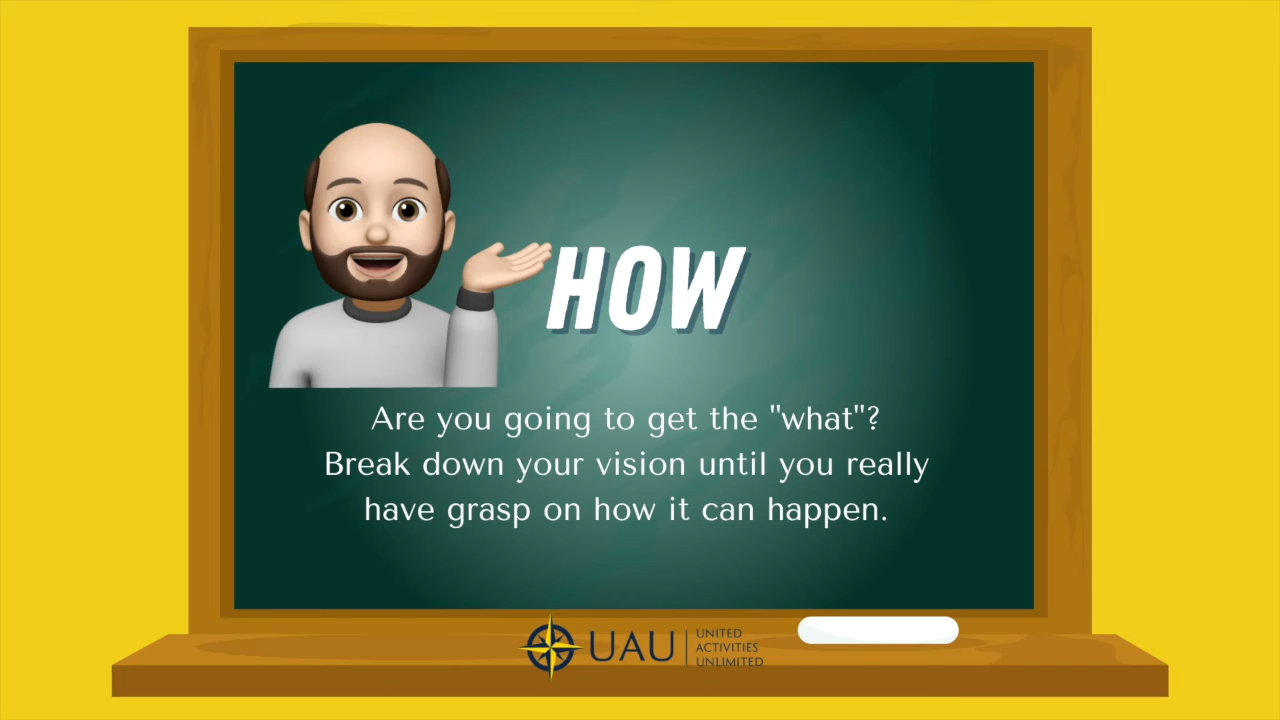 HOW
Are you going to get the "what"?
Break down your vision until you really
have grasp on how it can happen.
UAU
UNITED
ACTIVITIES
UNLIMITED